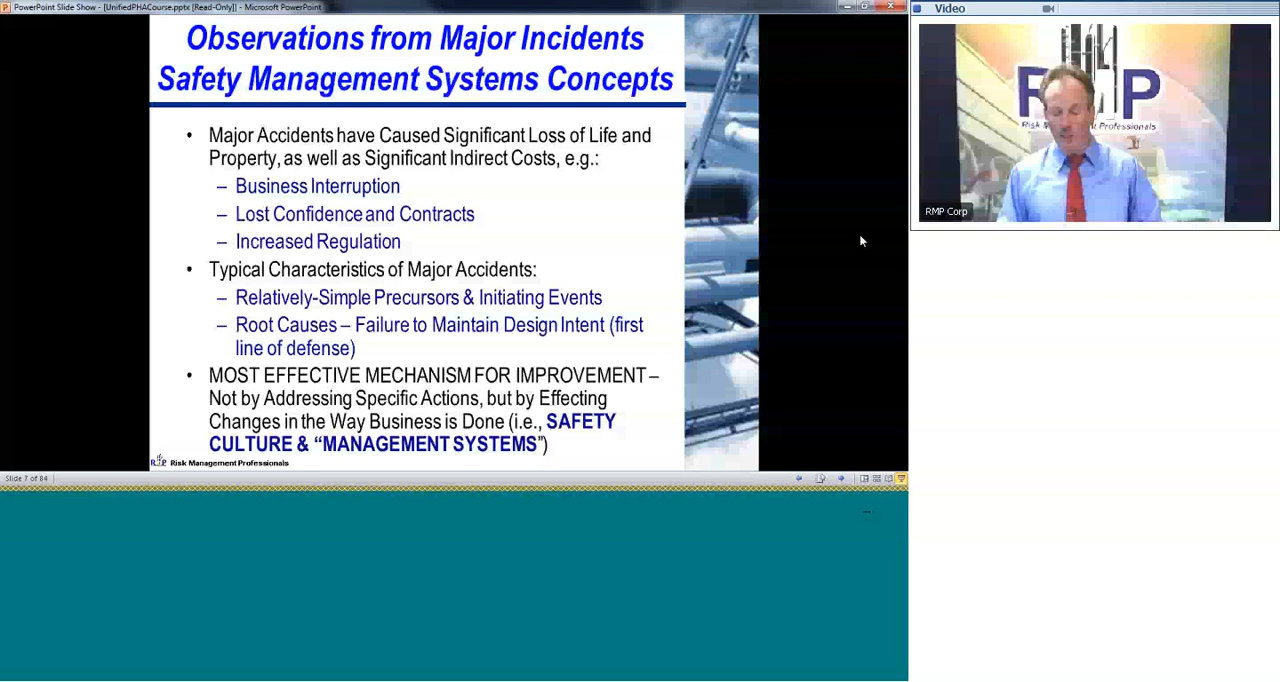 PowerPoint Slide Show - [UnifiedPHACourse.pptx [Read-Only]] - Microsoft PowerPoint
Video
Observations from Major Incidents
Safety Management Systems Concepts
• Major Accidents have Caused Significant Loss of Life and
Property, as well as Significant Indirect Costs, e.g.:
– Business Interruption
– Lost Confidence and Contracts
– Increased Regulation
• Typical Characteristics of Major Accidents:
– Relatively-Simple Precursors & Initiating Events
– Root Causes – Failure to Maintain Design Intent (first
line of defense)
• MOST EFFECTIVE MECHANISM FOR IMPROVEMENT –
Not by Addressing Specific Actions, but by Effecting
Changes in the Way Business is Done (i.e., SAFETY
CULTURE & “MANAGEMENT SYSTEMS”)
RMP Risk Management Professionals
Slide 7 of 84
RMP
Professionals
RMP Corp